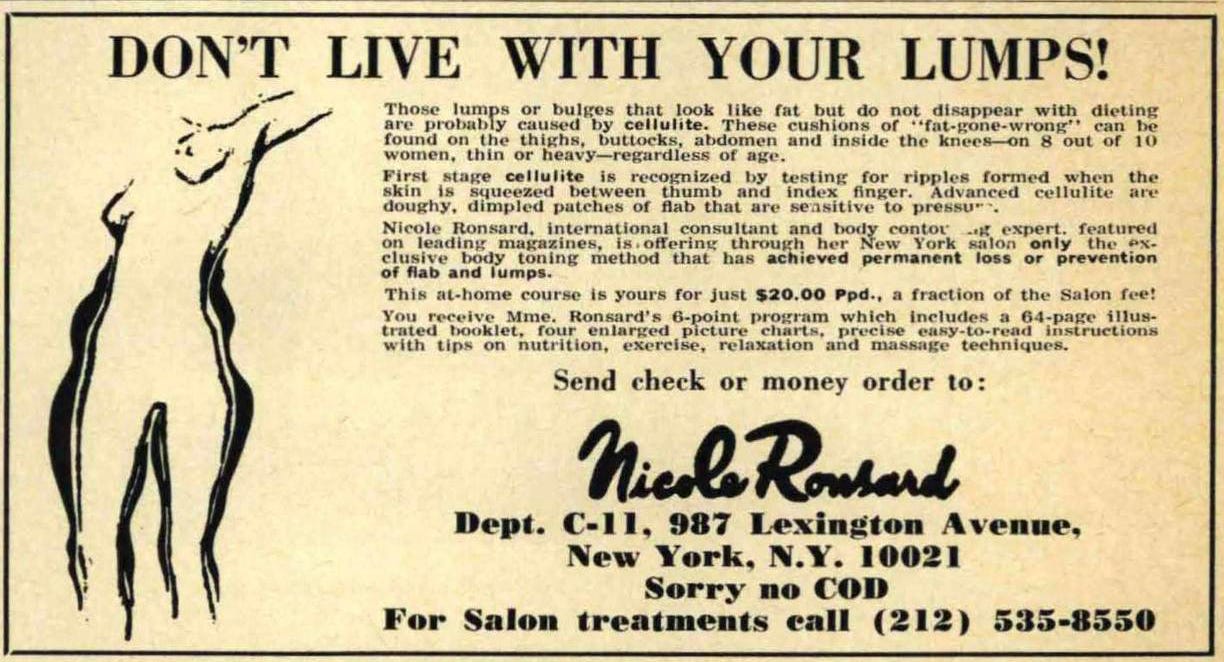 DON'T LIVE WITH YOUR LUMPS!
Those lumps or bulges that look like fat but do not disappear with dieting
are probably caused by cellulite. These cushions of "fat-gone-wrong" can be
found on the thighs, buttocks, abdomen and inside the knees—on 8 out of 10
women, thin or heavy—regardless of age.
First stage cellulite is recognized by testing for ripples formed when the
skin is squeezed between thumb and index finger. Advanced cellulite are
doughy, dimpled patches of flab that are sensitive to
Nicole Ronsard, international consultant and body expert. featured
on leading magazines, is offering through her New York salon only the ex-
clusive body toning method that has achieved permanent loss or prevention
of flab and lumps.
This at-home course is yours for just $20.00 Ppd., a fraction of the Salon fee!
You receive Mme. Ronsard's 6-point program which includes a 64-page illus-
trated booklet, four enlarged picture charts, precise easy-to-read instructions
with tips on nutrition, exercise, relaxation and massage techniques.
Send check or money order to:
Nicole Ronsard
Dept. C-11, 987 Lexington Avenue,
New York, N.Y. 10021
Sorry no COD
For Salon treatments call (212) 535-8550